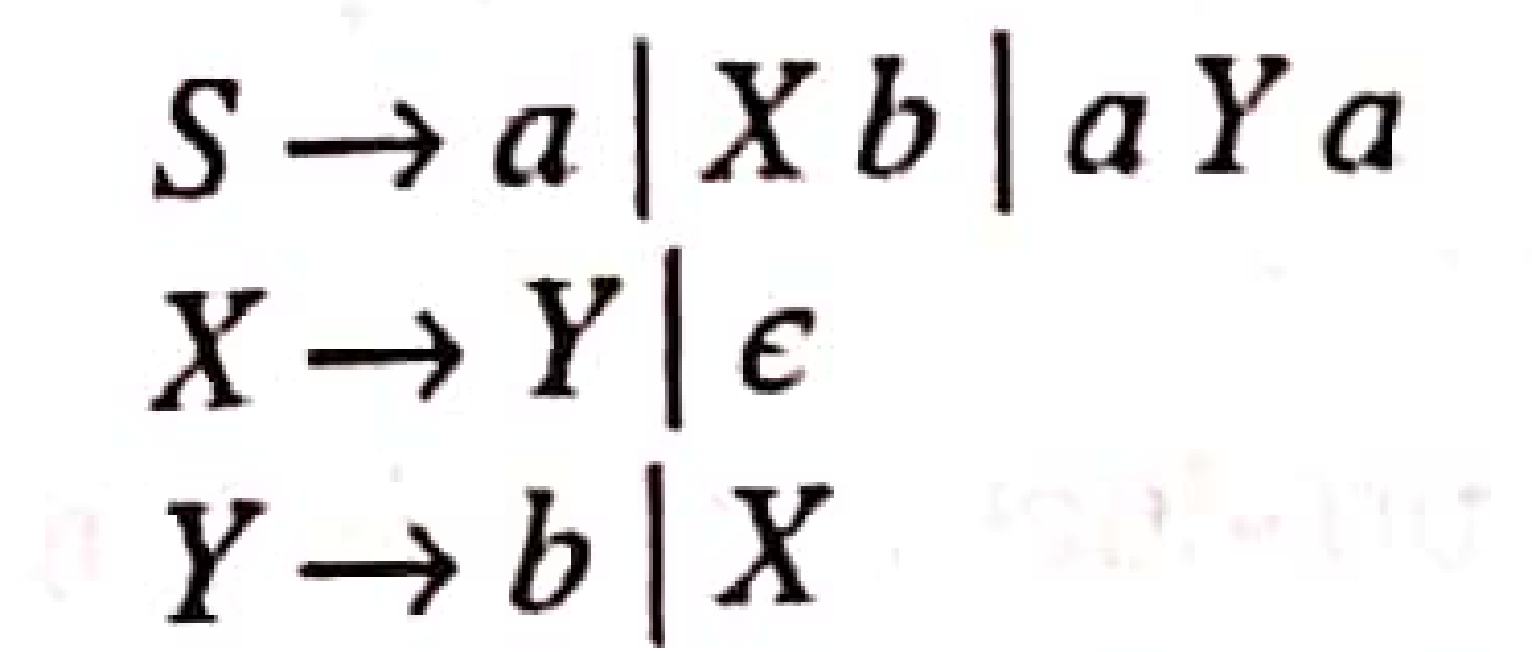 S → a | X b | a Y a
X → Y | ϵ
Y → b | X